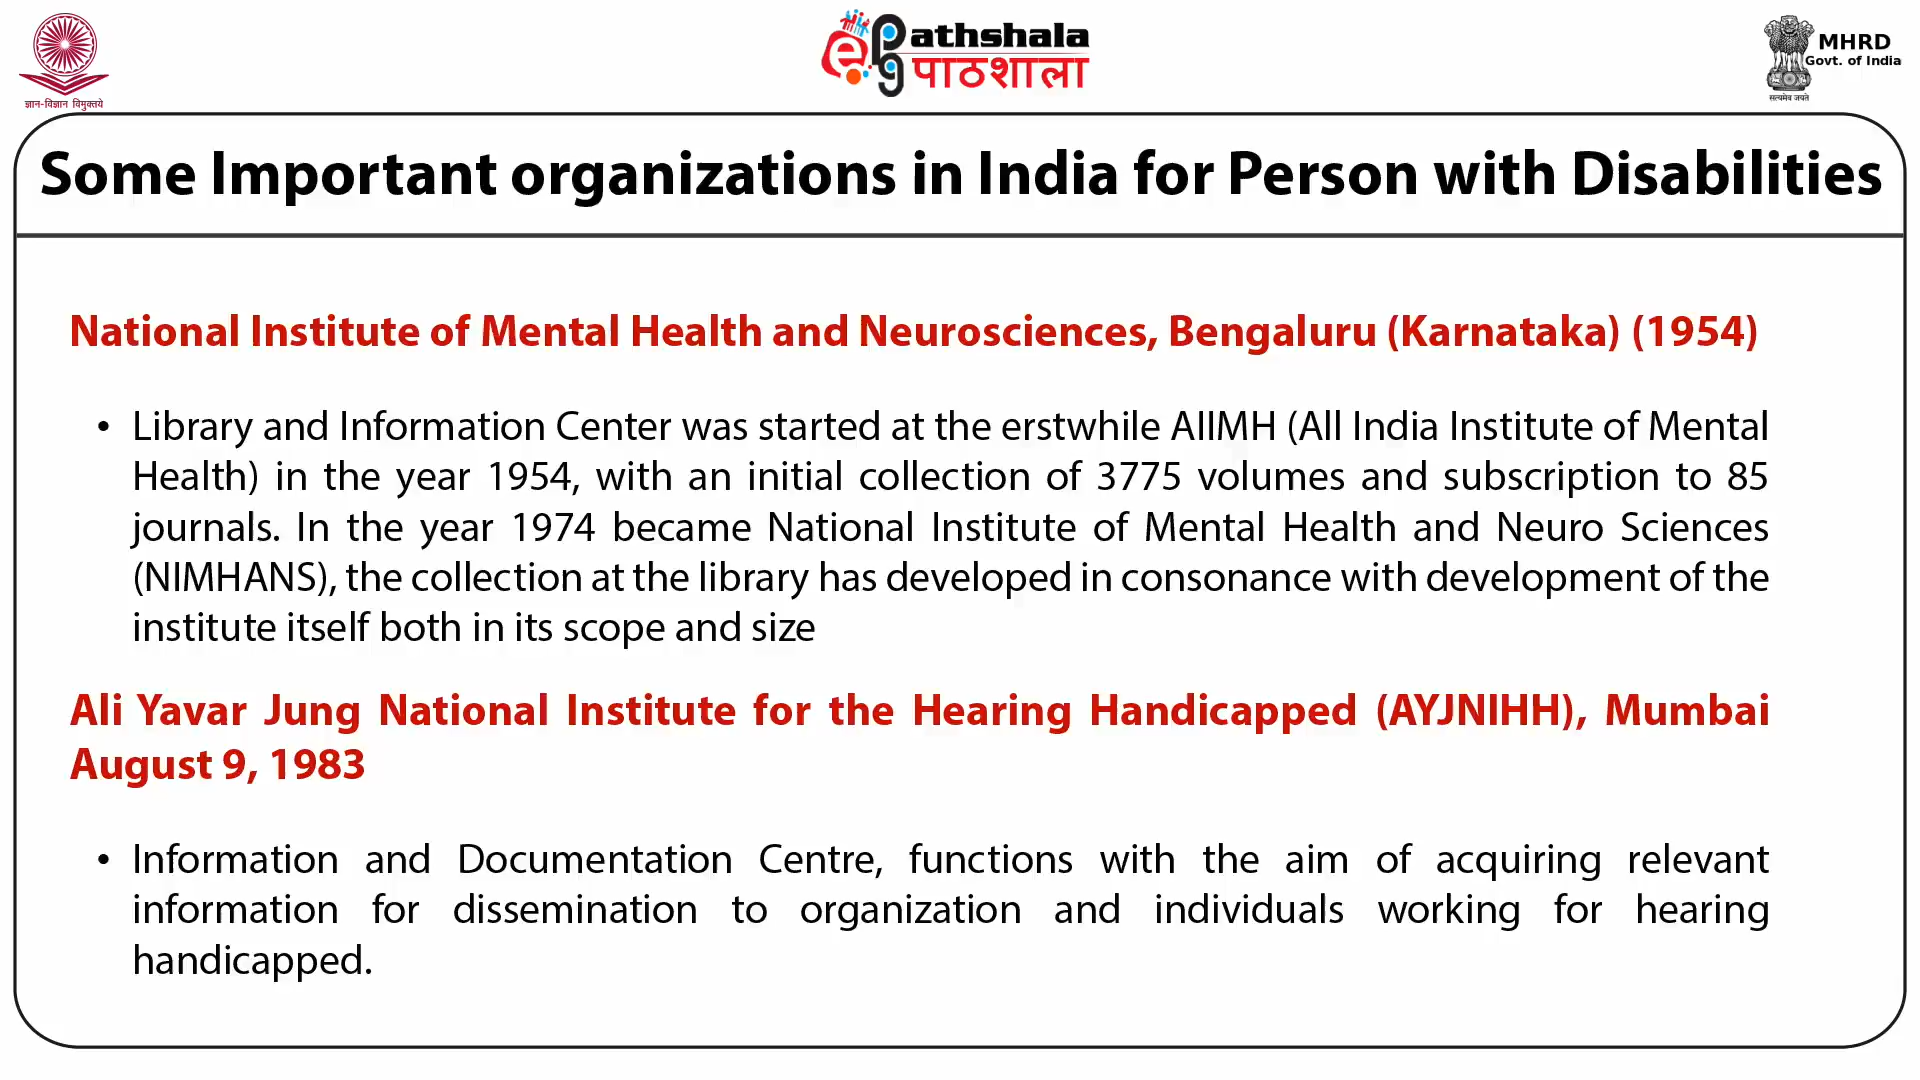 ज्ञान-विज्ञान विमुक्तये
ePathshala
पाठशाला
MHRD
Govt. of India
सत्यमेव जयते
Some Important organizations in India for Person with Disabilities
National Institute of Mental Health and Neurosciences, Bengaluru (Karnataka) (1954)
• Library and Information Center was started at the erstwhile AIIMH (All India Institute of Mental
Health) in the year 1954, with an initial collection of 3775 volumes and subscription to 85
journals. In the year 1974 became National Institute of Mental Health and Neuro Sciences
(NIMHANS), the collection at the library has developed in consonance with development of the
institute itself both in its scope and size
Ali Yavar Jung National Institute for the Hearing Handicapped (AYJNIHH), Mumbai
August 9, 1983
• Information and Documentation Centre, functions with the aim of acquiring relevant
information for dissemination to organization and individuals working for hearing
handicapped.